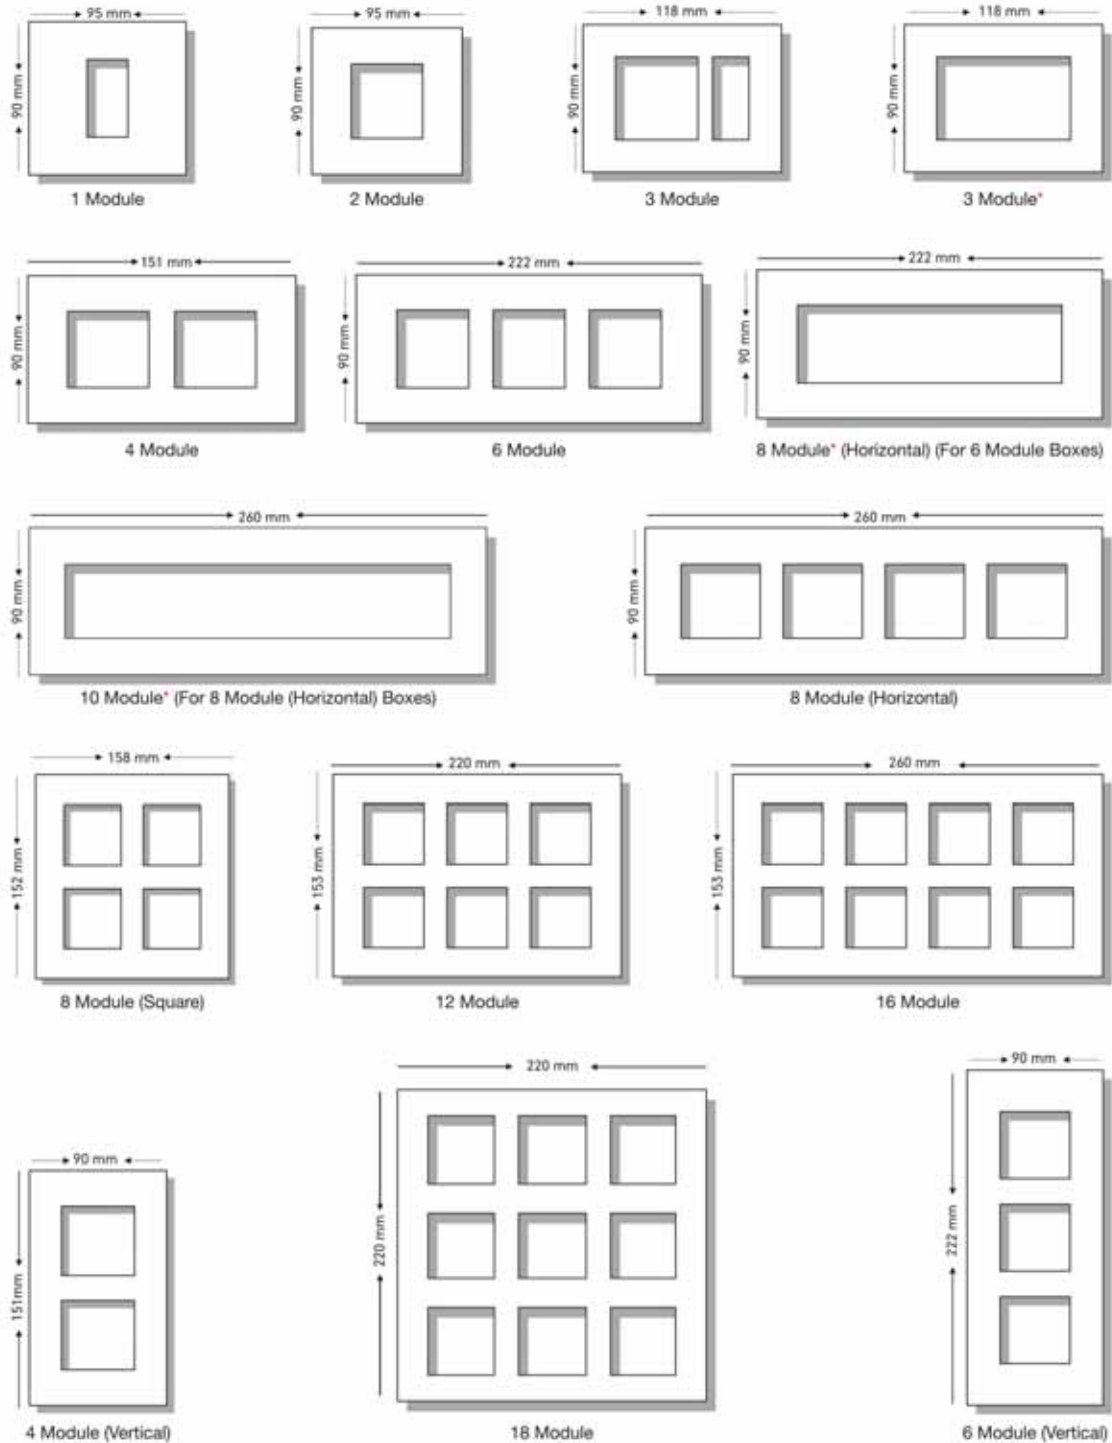 95 mm
95 mm
118 mm
118 mm
90 mm
90 mm
90 mm
90 mm
1 Module
2 Module
3 Module
3 Module*
151 mm
222 mm
222 mm
90 mm
90 mm
90 mm
4 Module
6 Module
8 Module* (Horizontal) (For 6 Module Boxes)
260 mm
260 mm
90 mm
90 mm
10 Module* (For 8 Module (Horizontal) Boxes)
8 Module (Horizontal)
158 mm
220 mm
260 mm
152 mm
153 mm
153 mm
8 Module (Square)
12 Module
16 Module
90 mm
220 mm
90 mm
151mm
220 mm
222 mm
4 Module (Vertical)
18 Module
6 Module (Vertical)